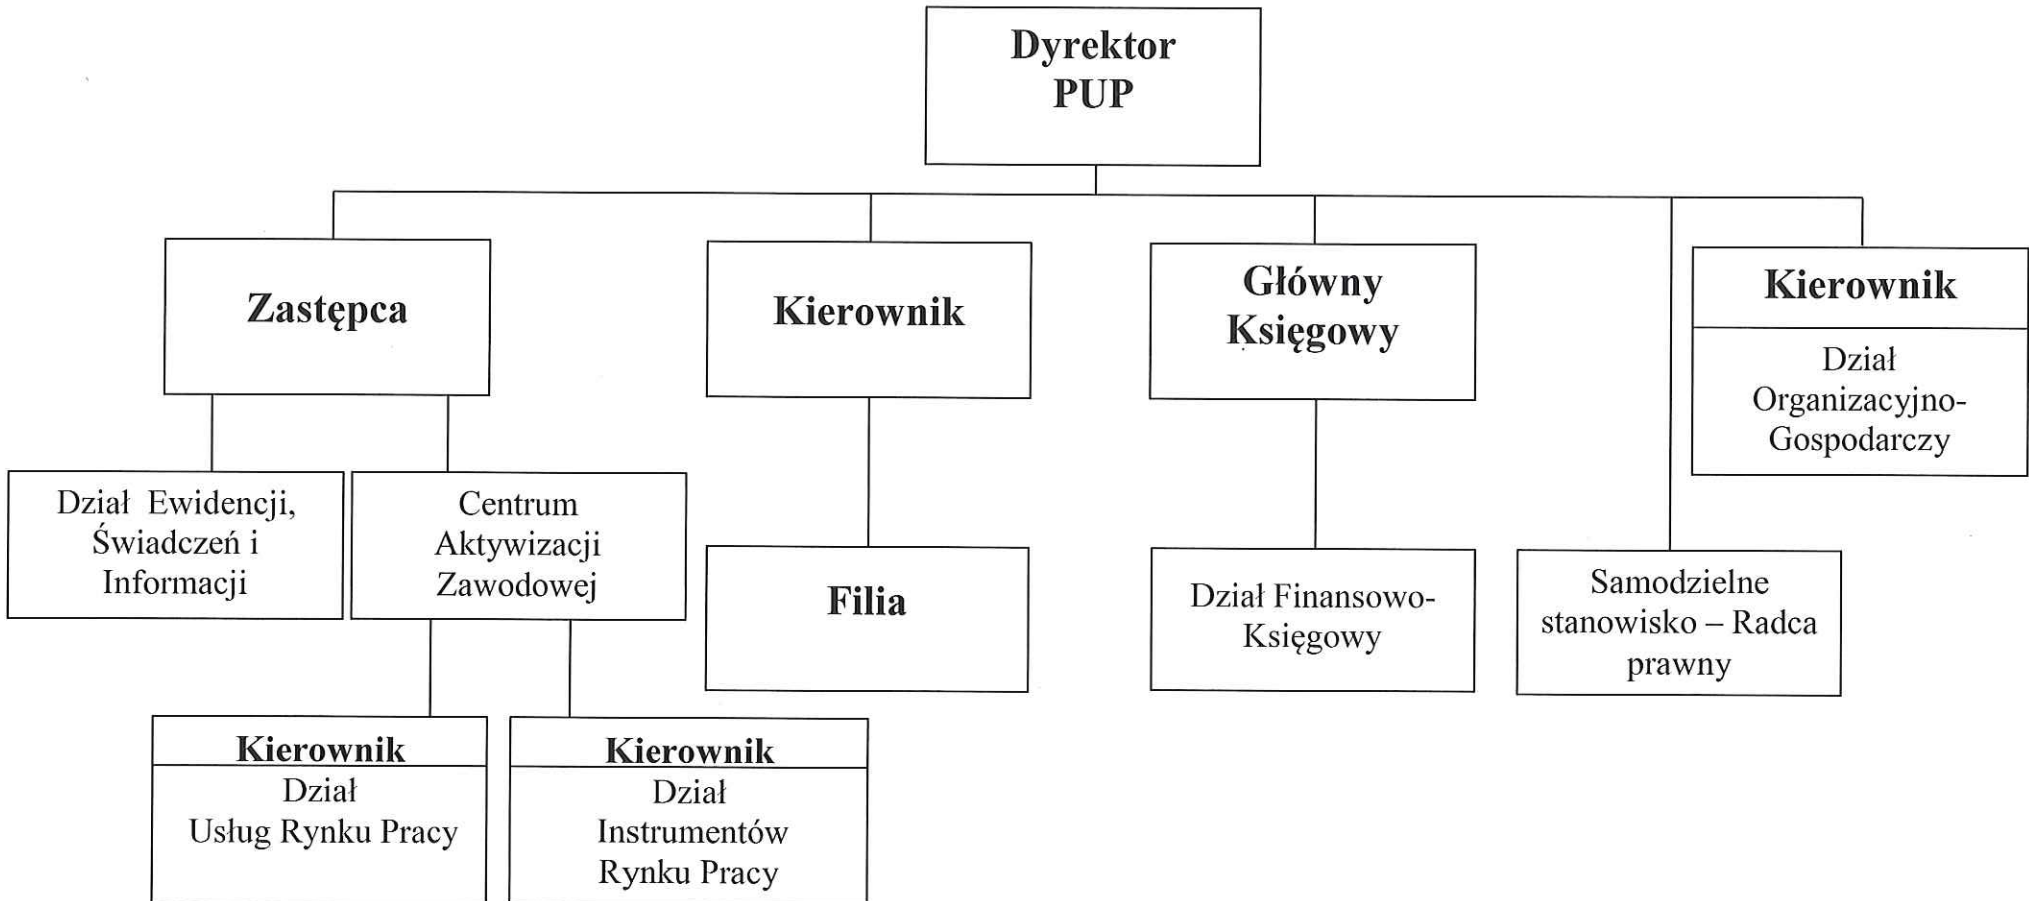 Dyrektor
PUP
Zastępca
Kierownik
Główny
Księgowy
Kierownik
Dział
Organizacyjno-
Gospodarczy
Dział Ewidencji,
Świadczeń i
Informacji
Centrum
Aktywizacji
Zawodowej
Filia
Dział Finansowo-
Księgowy
Samodzielne
stanowisko – Radca
prawny
Kierownik
Dział
Usług Rynku Pracy
Kierownik
Dział
Instrumentów
Rynku Pracy